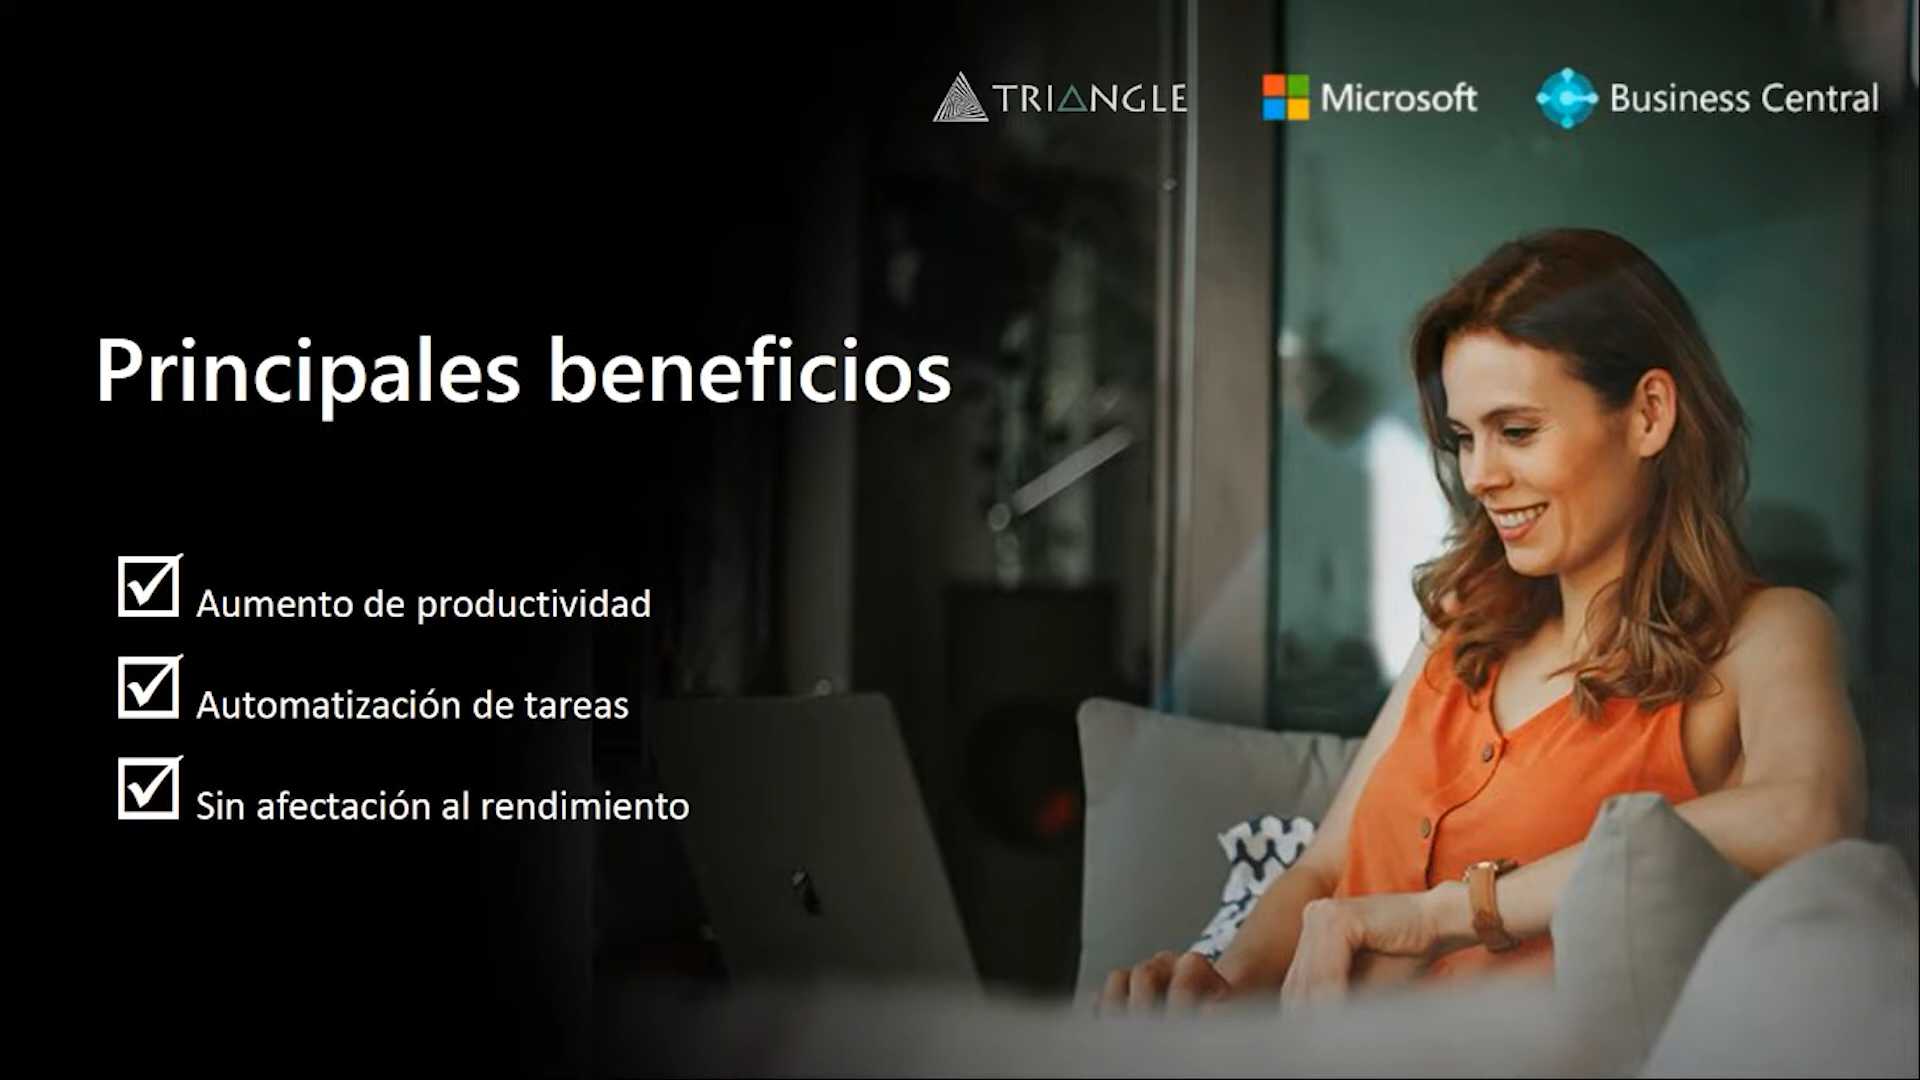 TRIANGLE
Microsoft
Business Central
Principales beneficios
Aumento de productividad
Automatización de tareas
Sin afectación al rendimiento